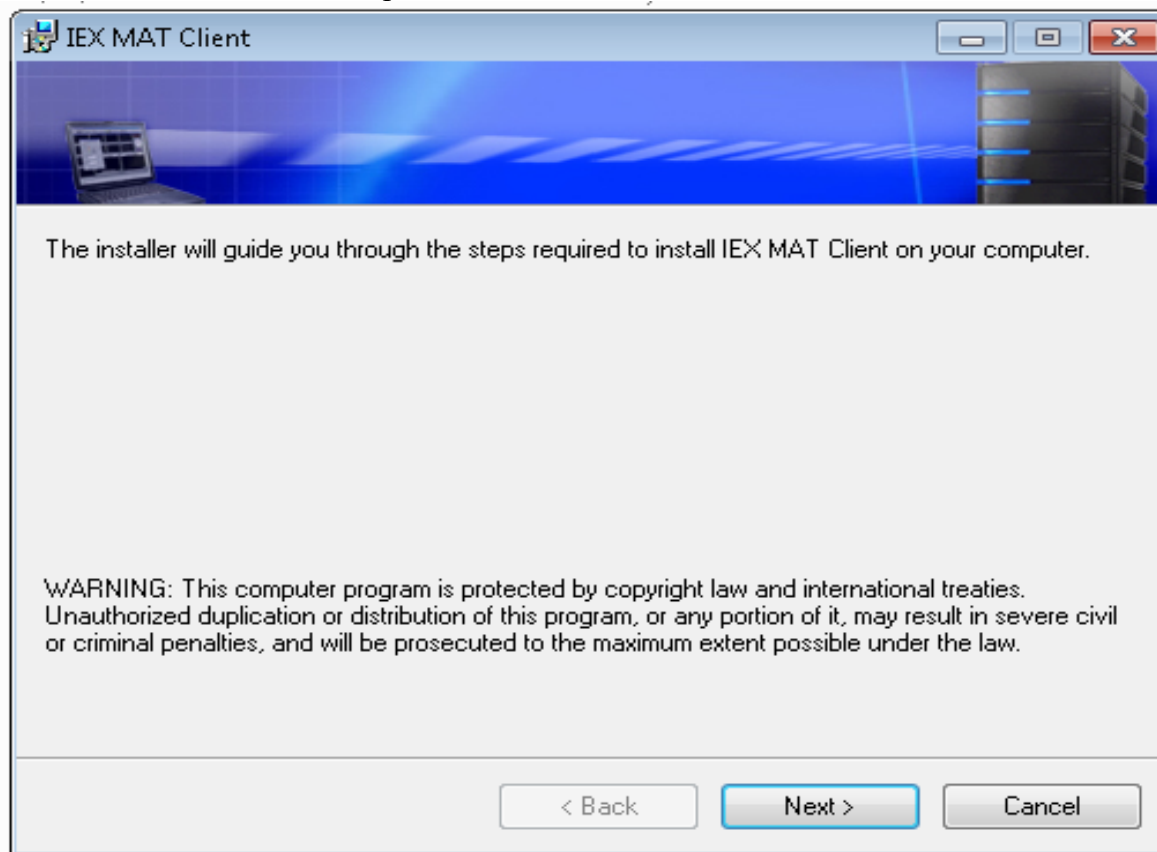 IEX MAT Client
The installer will guide you through the steps required to install IEX MAT Client on your computer.
WARNING: This computer program is protected by copyright law and international treaties.
Unauthorized duplication or distribution of this program, or any portion of it, may result in severe civil
or criminal penalties, and will be prosecuted to the maximum extent possible under the law.
< Back
Next >
Cancel